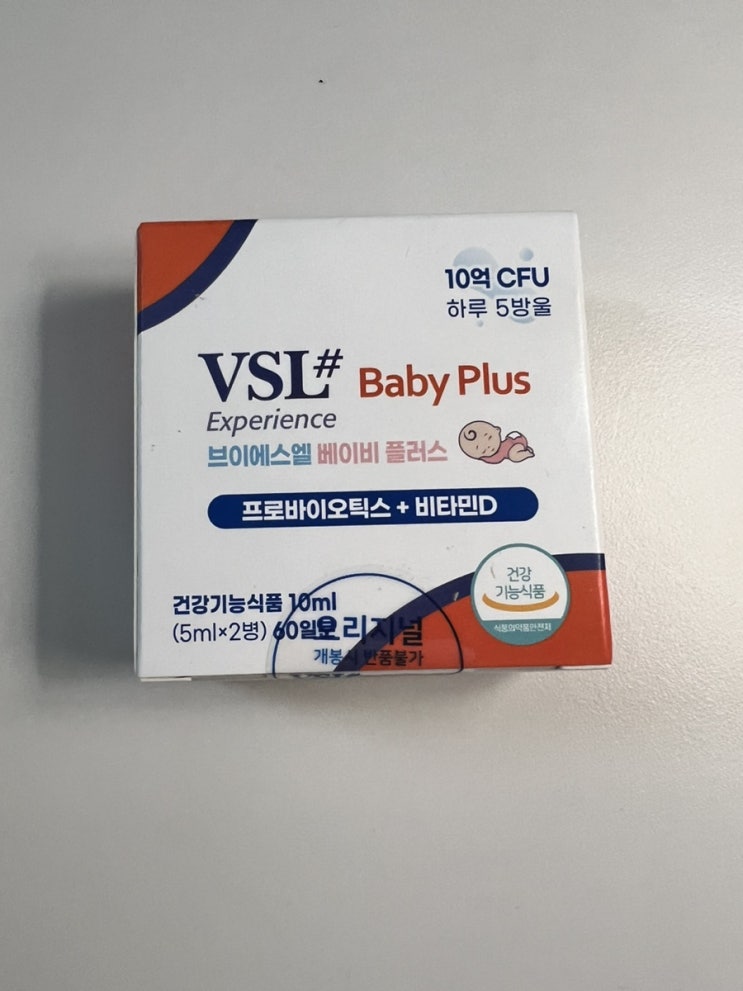 10억 CFU
하루 5방울
VSL# Baby Plus
Experience
브이에스엘 베이비 플러스
프로바이오틱스 + 비타민D
건강
기능식품
식품의약품안전처
건강기능식품 10ml
(5ml×2병) 60일
오리지널
개봉시 반품불가
VSL#